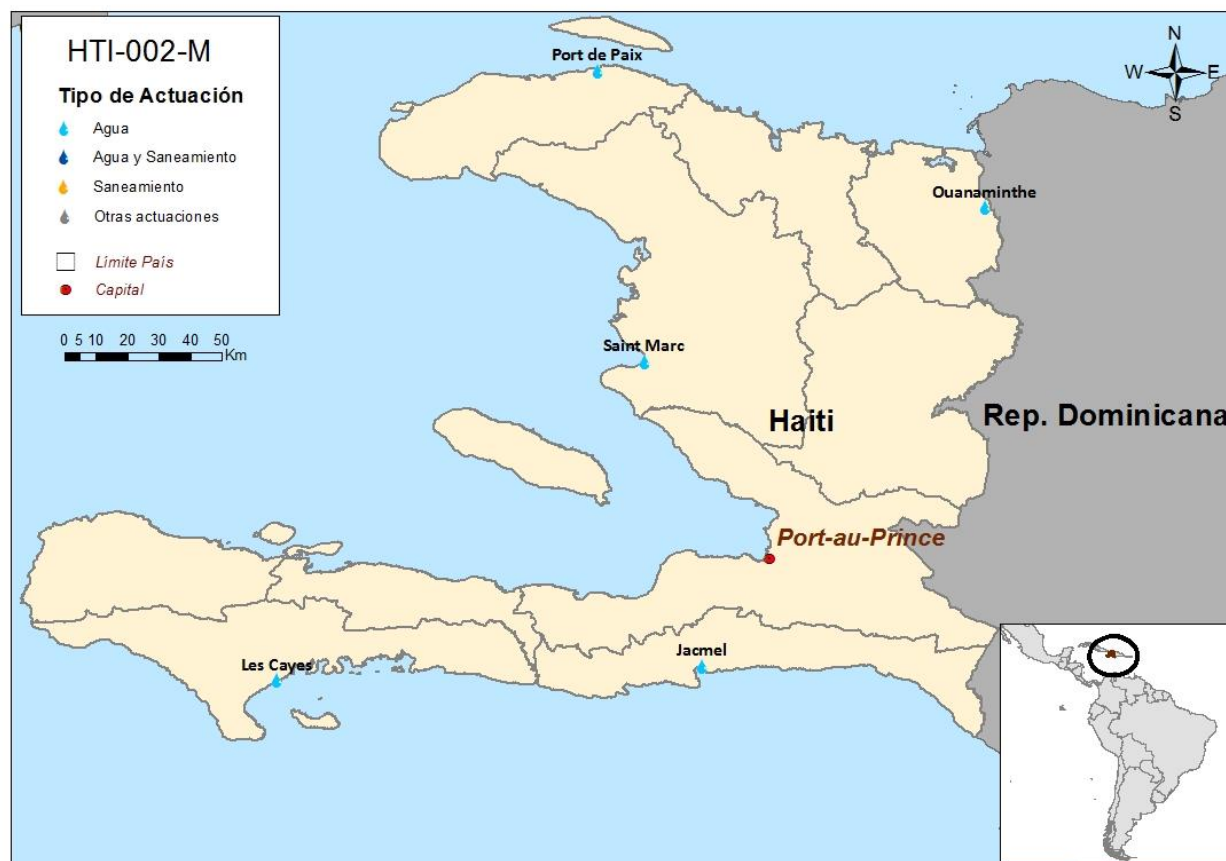 HTI-002-M
Tipo de Actuación
Agua
Agua y Saneamiento
Saneamiento
Otras actuaciones
Límite País
Capital
0 5 10 20 30 40 50
Km
N
W E
S
Port de Paix
Ouanaminthe
Saint Marc
Haiti
Rep. Dominicana
Port-au-Prince
Les Cayes
Jacmel